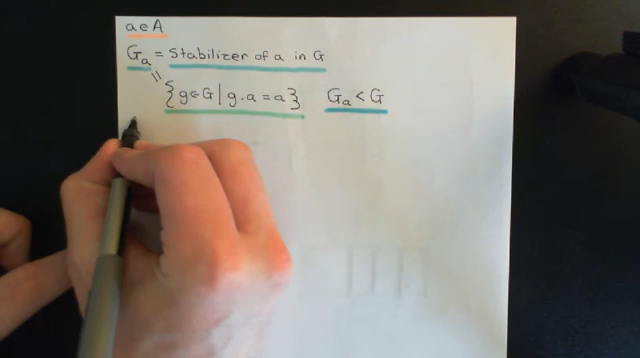 a∈A
Gₐ = Stabilizer of a in G
= {g∈G | g.a = a} Gₐ < G